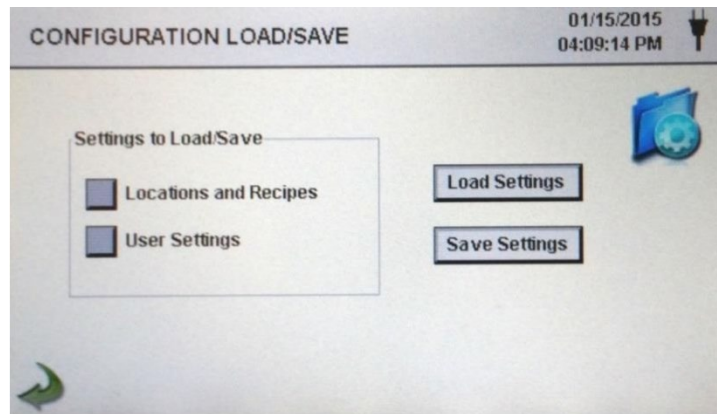 CONFIGURATION LOAD/SAVE
01/15/2015
04:09:14 PM
Settings to Load/Save
Locations and Recipes
User Settings
Load Settings
Save Settings